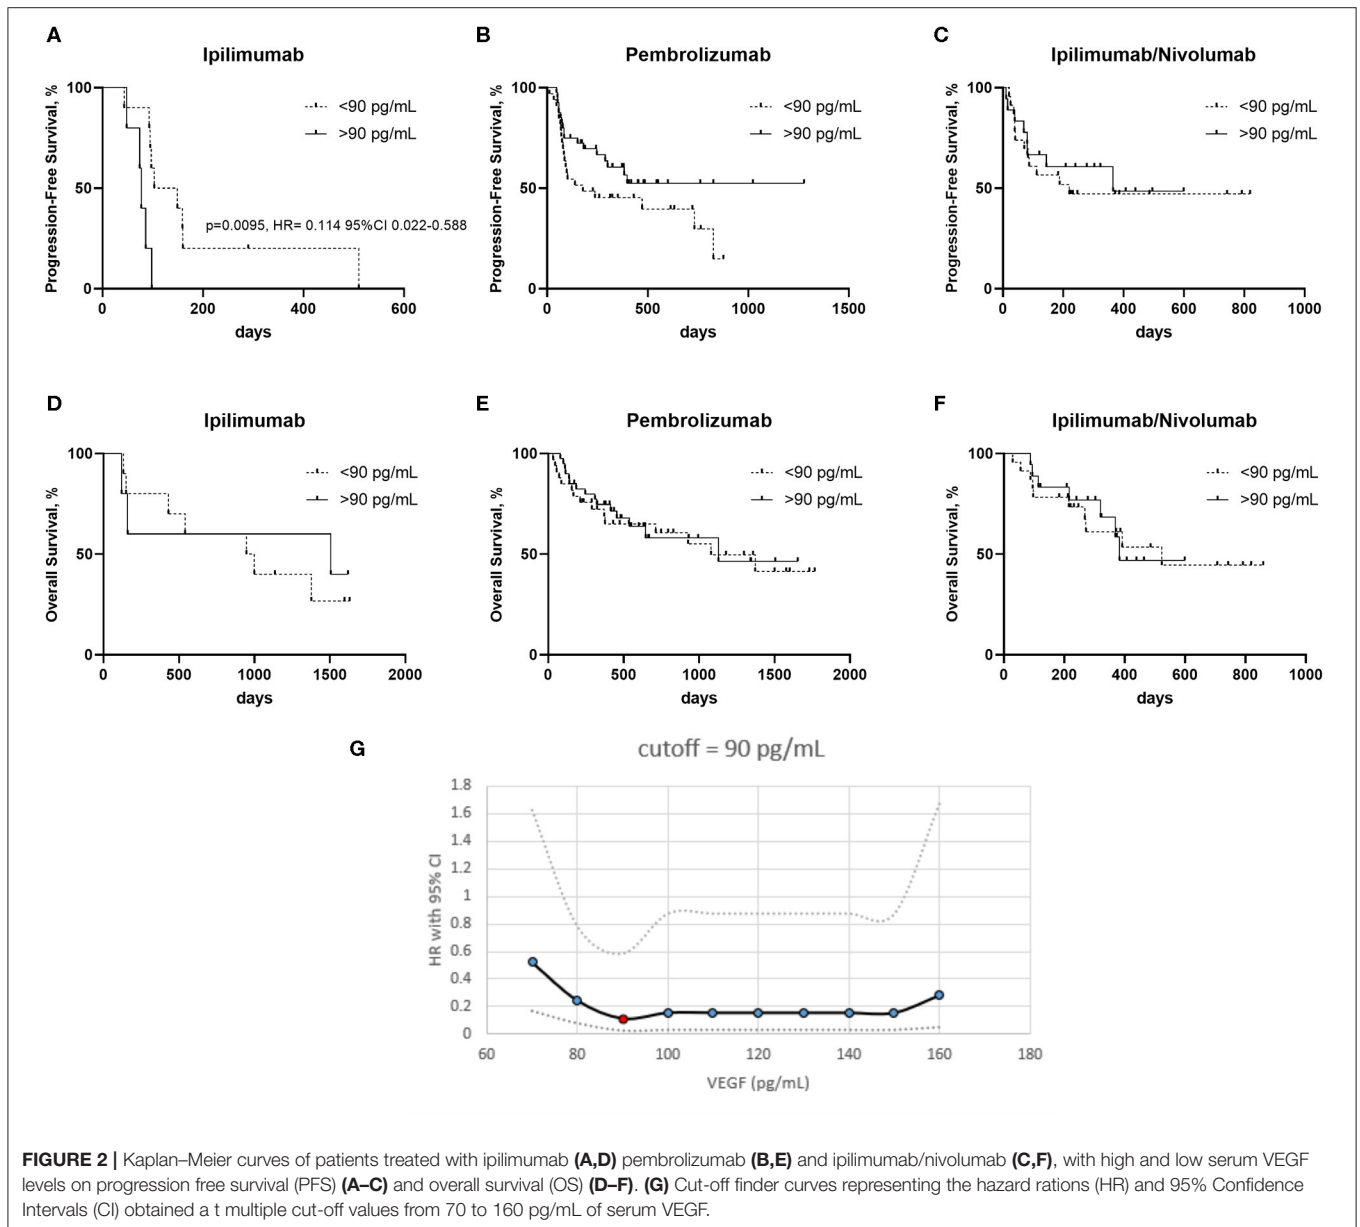 A
Ipilimumab
Progression-Free Survival, %
100
50
0
<90 pg/mL
>90 pg/mL
p=0.0095, HR= 0.114 95%CI 0.022-0.588
0 200 400 600
days
B
Pembrolizumab
Progression-Free Survival, %
100
50
0
<90 pg/mL
>90 pg/mL
0 500 1000 1500
days
C
Ipilimumab/Nivolumab
Progression-Free Survival, %
100
50
0
<90 pg/mL
>90 pg/mL
0 200 400 600 800 1000
days
D
Ipilimumab
Overall Survival, %
100
50
0
<90 pg/mL
>90 pg/mL
0 500 1000 1500 2000
days
E
Pembrolizumab
Overall Survival, %
100
50
0
<90 pg/mL
>90 pg/mL
0 500 1000 1500 2000
days
F
Ipilimumab/Nivolumab
Overall Survival, %
100
50
0
<90 pg/mL
>90 pg/mL
0 200 400 600 800 1000
days
G
cutoff = 90 pg/mL
HR with 95% CI
1.8
1.6
1.4
1.2
1
0.8
0.6
0.4
0.2
0
60 80 100 120 140 160 180
VEGF (pg/mL)
FIGURE 2 | Kaplan–Meier curves of patients treated with ipilimumab (A,D) pembrolizumab (B,E) and ipilimumab/nivolumab (C,F), with high and low serum VEGF
levels on progression free survival (PFS) (A–C) and overall survival (OS) (D–F). (G) Cut-off finder curves representing the hazard rations (HR) and 95% Confidence
Intervals (CI) obtained a t multiple cut-off values from 70 to 160 pg/mL of serum VEGF.